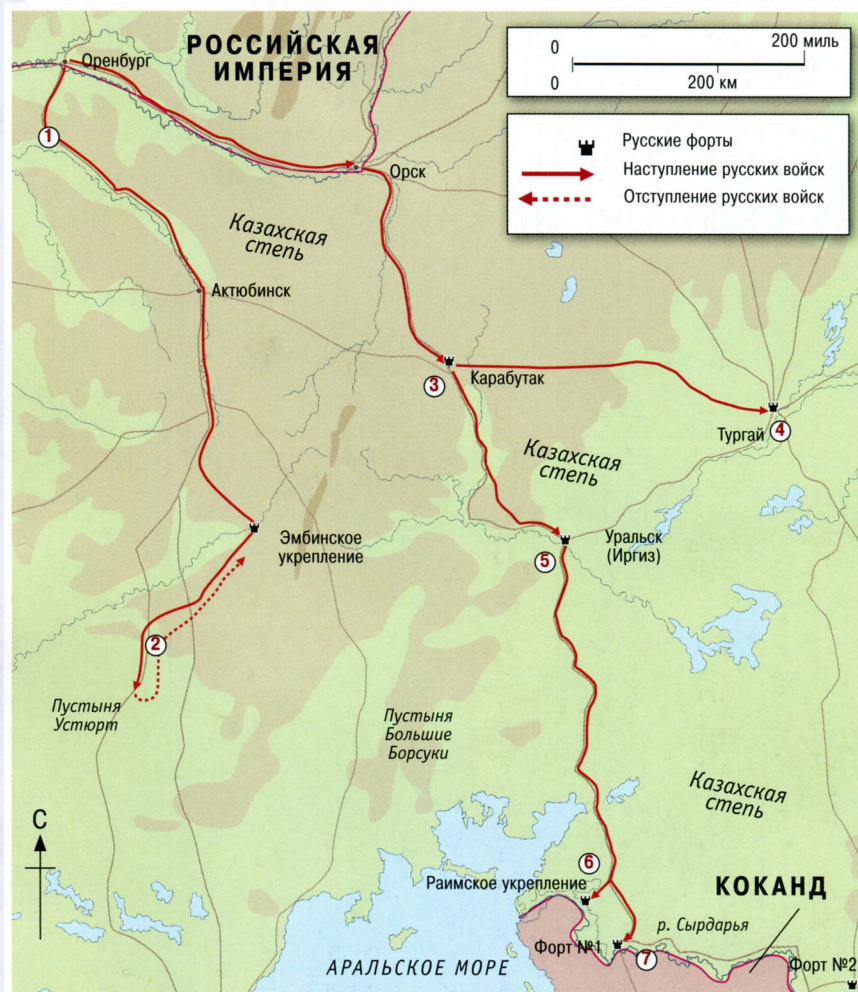 РОССИЙСКАЯ
ИМПЕРИЯ
0
200 миль
0
200 км
Русские форты
Наступление русских войск
Отступление русских войск
Оренбург
1
Орск
Казахская
степь
Актюбинск
3
Карабутак
Тургай
4
Казахская
степь
Эмбинское
укрепление
Уральск
(Иргиз)
5
2
Пустыня
Устюрт
Пустыня
Большие
Борсуки
Казахская
степь
С
6
Раимское укрепление
КОКАНД
р. Сырдарья
Форт №1
7
Форт №2
АРАЛЬСКОЕ МОРЕ